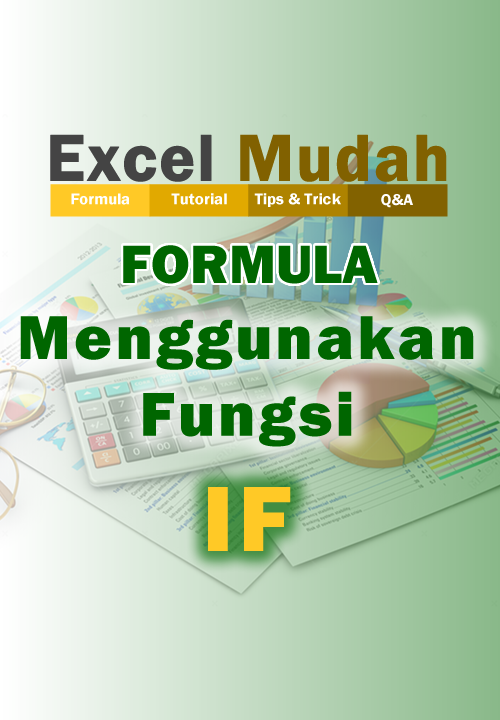 Excel Mudah
Formula Tutorial Tips & Trick Q&A
FORMULA
Menggunakan
Fungsi
IF